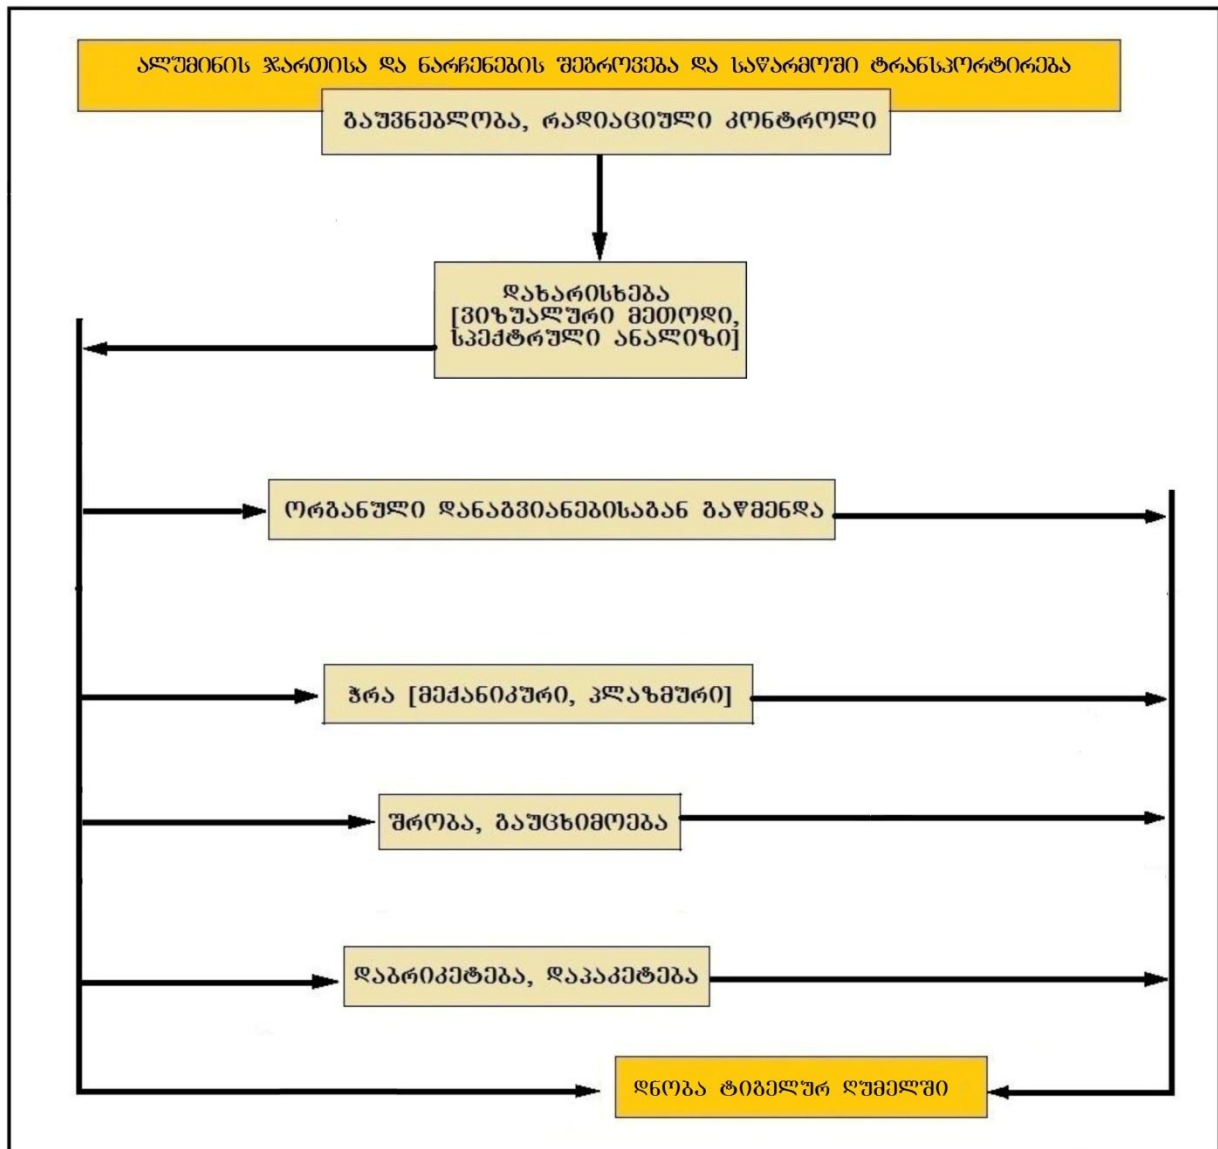 ალუმინის ჯართისა და ნარჩენების შეგროვება და საწარმოში ტრანსპორტირება
გაუვნებლობა, რადიაციული კონტროლი
დახარისხება
[ვიზუალური მეთოდი,
სპექტრული ანალიზი]
ორგანული დანაგვიანებისაგან გაწმენდა
ჭრა [მექანიკური, პლაზმური]
შრობა, გაუცხიმოება
დაბრიკეტება, დაპაკეტება
დნობა ტიგელურ ღუმელში